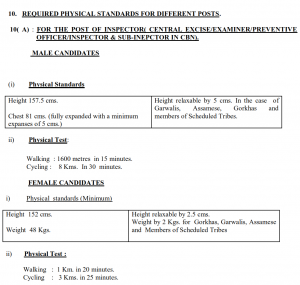 10. REQUIRED PHYSICAL STANDARDS FOR DIFFERENT POSTS.
10( A) : FOR THE POST OF INSPECTOR( CENTRAL EXCISE/EXAMINER/PREVENTIVE
OFFICER/INSPECTOR & SUB-INEPCTOR IN CBN).
MALE CANDIDATES
(i) Physical Standards
Height 157.5 cms.
Chest 81 cms. (fully expanded with a minimum
expanses of 5 cms.)
Height relaxable by 5 cms. In the case of
Garwalis, Assamese, Gorkhas and
members of Scheduled Tribes.
ii) Physical Test:
Walking : 1600 metres in 15 minutes.
Cycling : 8 Kms. In 30 minutes.
FEMALE CANDIDATES
i) Physical standards (Minimum)
Height 152 cms.
Weight 48 Kgs.
Height relaxable by 2.5 cms.
Weight by 2 Kgs. for Gorkhas, Garwalis, Assamese
and Members of Scheduled Tribes
ii) Physical Test :
Walking : 1 Km. in 20 minutes.
Cycling : 3 Kms. in 25 minutes.